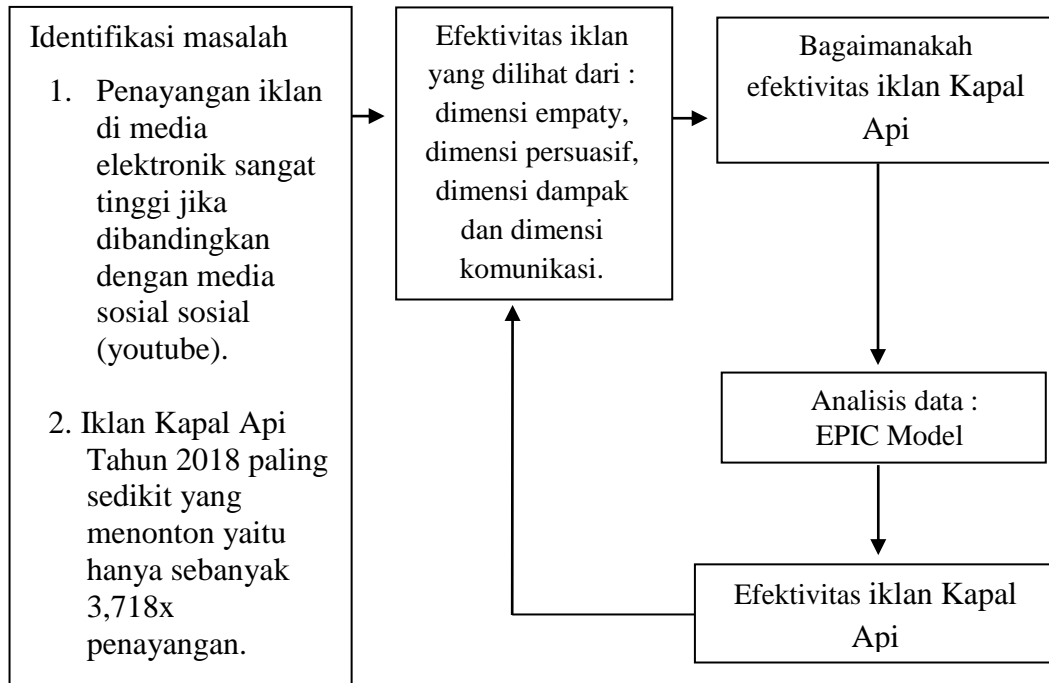 Identifikasi masalah
1. Penayangan iklan
di media
elektronik sangat
tinggi jika
dibandingkan
dengan media
sosial sosial
(youtube).
2. Iklan Kapal Api
Tahun 2018 paling
sedikit yang
menonton yaitu
hanya sebanyak
3,718x
penayangan.
Efektivitas iklan
yang dilihat dari :
dimensi empaty,
dimensi persuasif,
dimensi dampak
dan dimensi
komunikasi.
Bagaimanakah
efektivitas iklan Kapal
Api
Analisis data :
EPIC Model
Efektivitas iklan Kapal
Api